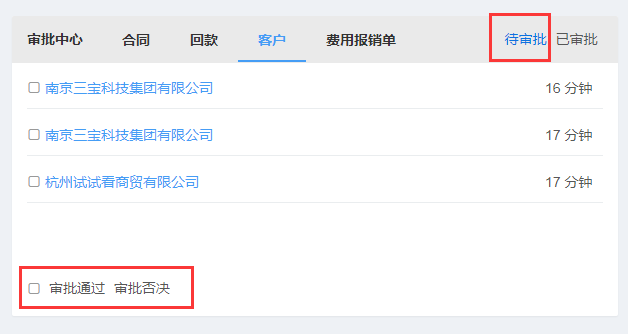 审批中心 合同 回款 客户 费用报销单 待审批 已审批
南京三宝科技集团有限公司 16 分钟
南京三宝科技集团有限公司 17 分钟
杭州试试看商贸有限公司 17 分钟
审批通过 审批否决